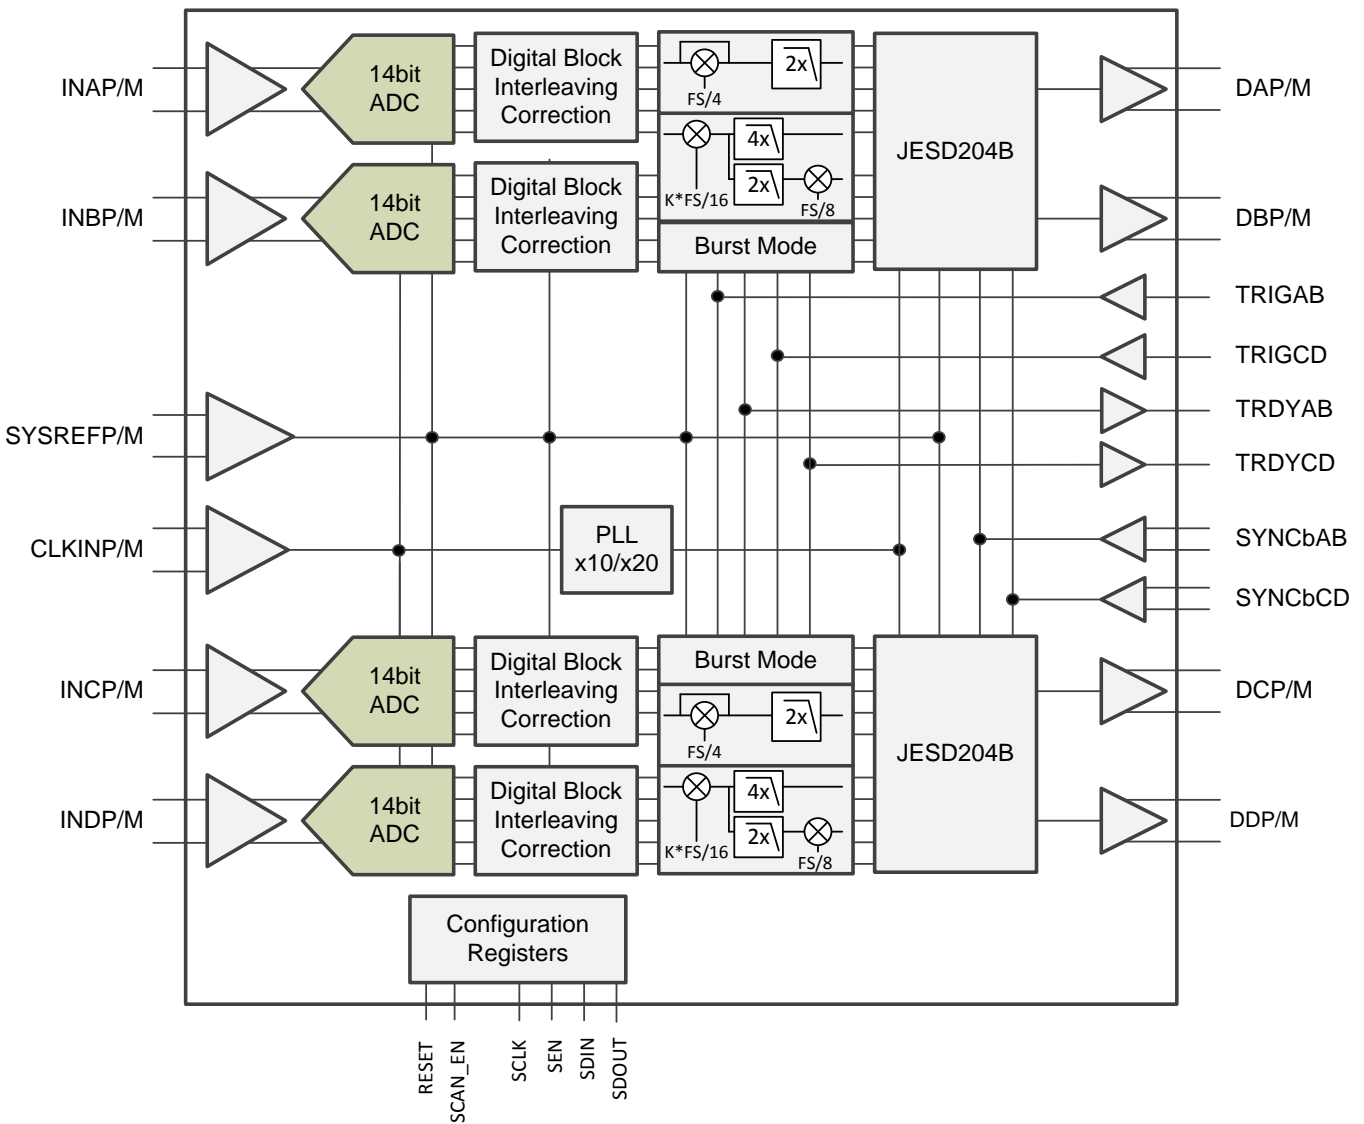 INAP/M
14bit
ADC
Digital Block
Interleaving
Correction
FS/4
2x
JESD204B
DAP/M
K*FS/16
4x
2x
FS/8
INBP/M
14bit
ADC
Digital Block
Interleaving
Correction
Burst Mode
DBP/M
TRIGAB
TRIGCD
TRDYAB
SYSREFP/M
TRDYCD
CLKINP/M
PLL
x10/x20
SYNCbAB
SYNCbCD
INCP/M
14bit
ADC
Digital Block
Interleaving
Correction
Burst Mode
FS/4
2x
JESD204B
DCP/M
INDP/M
14bit
ADC
Digital Block
Interleaving
Correction
K*FS/16
4x
2x
FS/8
DDP/M
Configuration
Registers
RESET
SCAN_EN
SCLK
SEN
SDIN
SDOUT